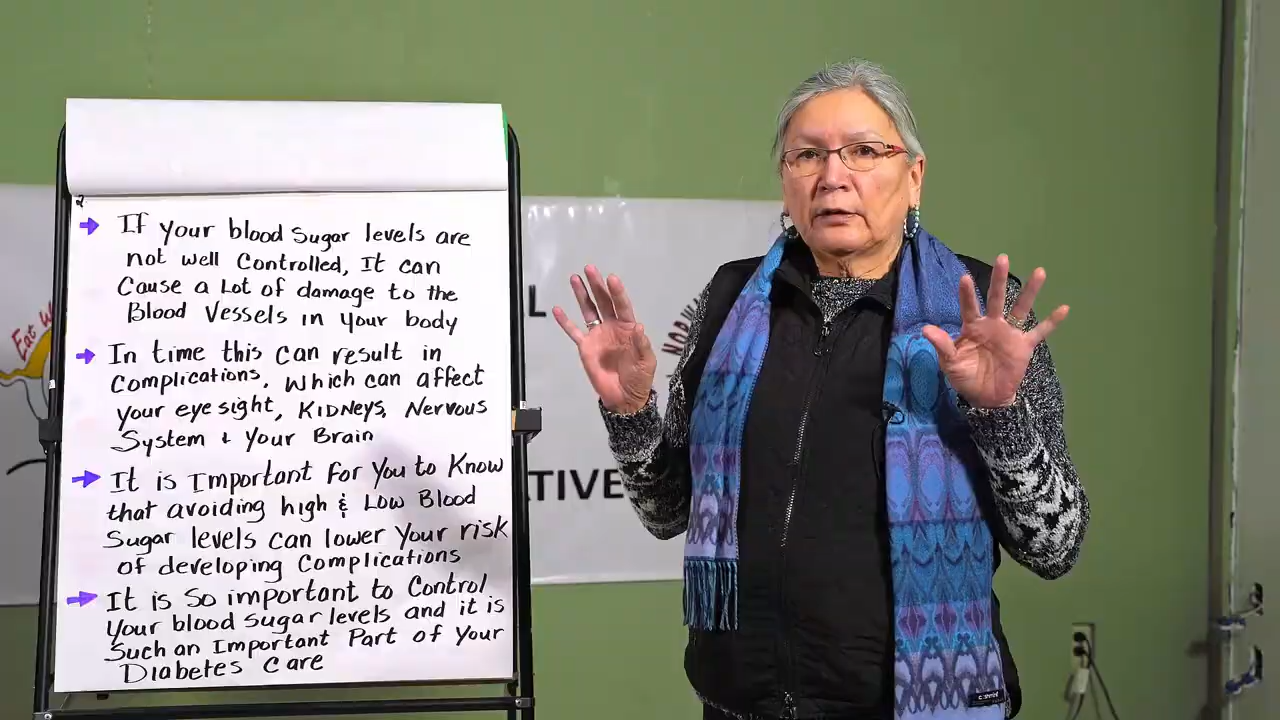 2
If your blood sugar levels are
not well controlled, It can
Cause a Lot of damage to the
Blood Vessels in your body
In time this can result in
complications, which can affect
your eye sight, KIDNeys, Nervous
System + Your Brain
It is Important for You to Know
that avoiding high & Low Blood
Sugar levels can lower Your risk
of developing Complications
It is So important to Control
Your blood sugar levels and it is
Such an Important Part of Your
Diabetes Care
Eat
L
ATIVE